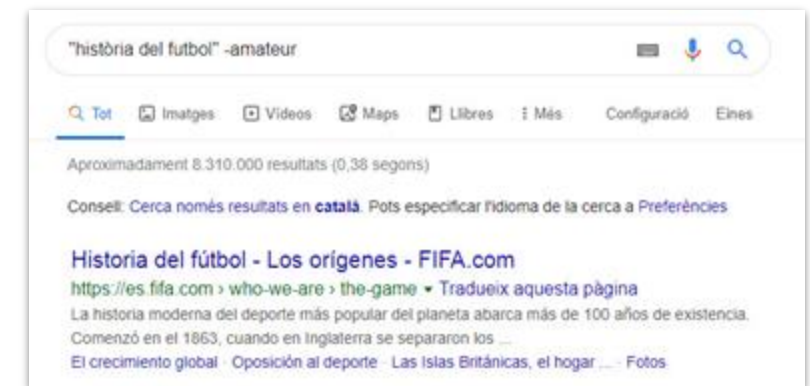 "història del futbol" -amateur
Tot Imatges Vídeos Maps Llibres Més Configuració Eines
Aproximadament 8.310.000 resultats (0,38 segons)
Consell: Cerca només resultats en català. Pots especificar l'idioma de la cerca a Preferències
Historia del fútbol - Los orígenes - FIFA.com
https://es.fifa.com › who-we-are › the-game ▾ Tradueix aquesta pàgina
La historia moderna del deporte más popular del planeta abarca más de 100 años de existencia.
Comenzó en el 1863, cuando en Inglaterra se separaron los ...
El crecimiento global · Oposición al deporte · Las Islas Británicas, el hogar ... · Fotos